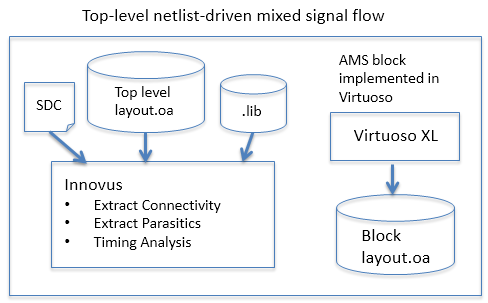 Top-level netlist-driven mixed signal flow
SDC
Top level
layout.oa
.lib
AMS block
implemented in
Virtuoso
Virtuoso XL
Innovus
• Extract Connectivity
• Extract Parasitics
• Timing Analysis
Block
layout.oa